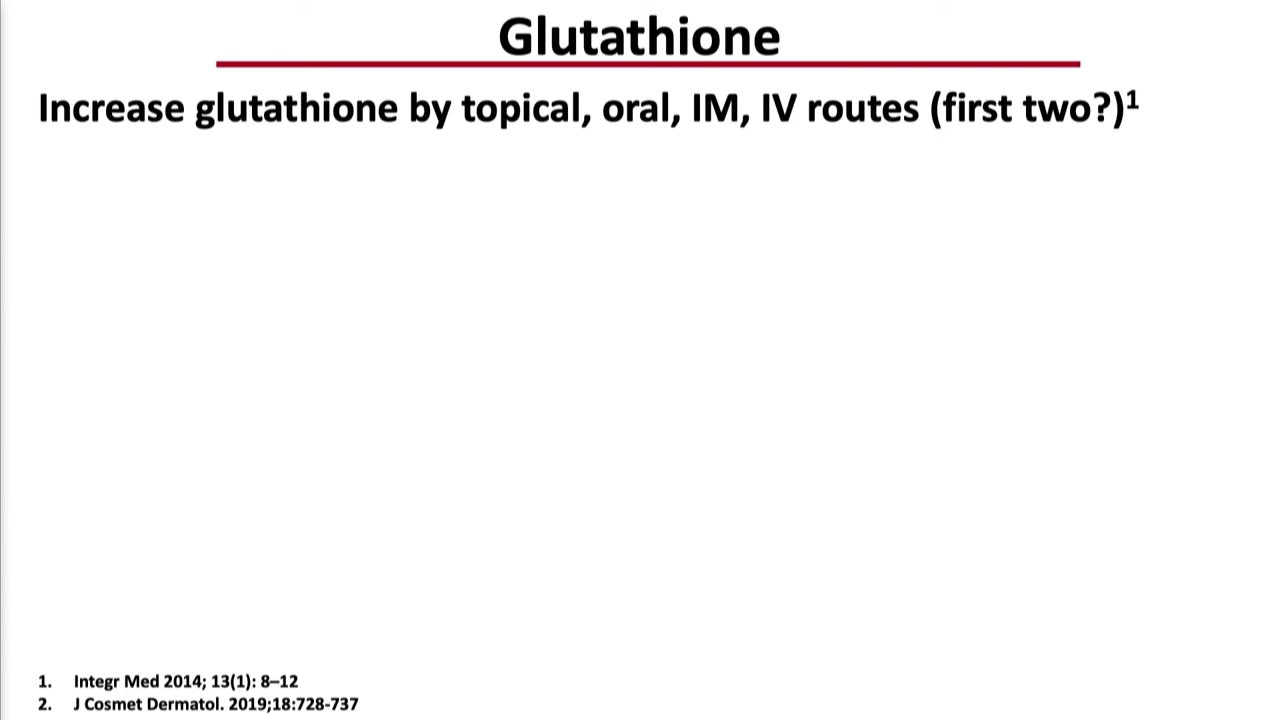 Glutathione
Increase glutathione by topical, oral, IM, IV routes (first two?)¹
1. Integr Med 2014; 13(1): 8–12
2. J Cosmet Dermatol. 2019;18:728-737